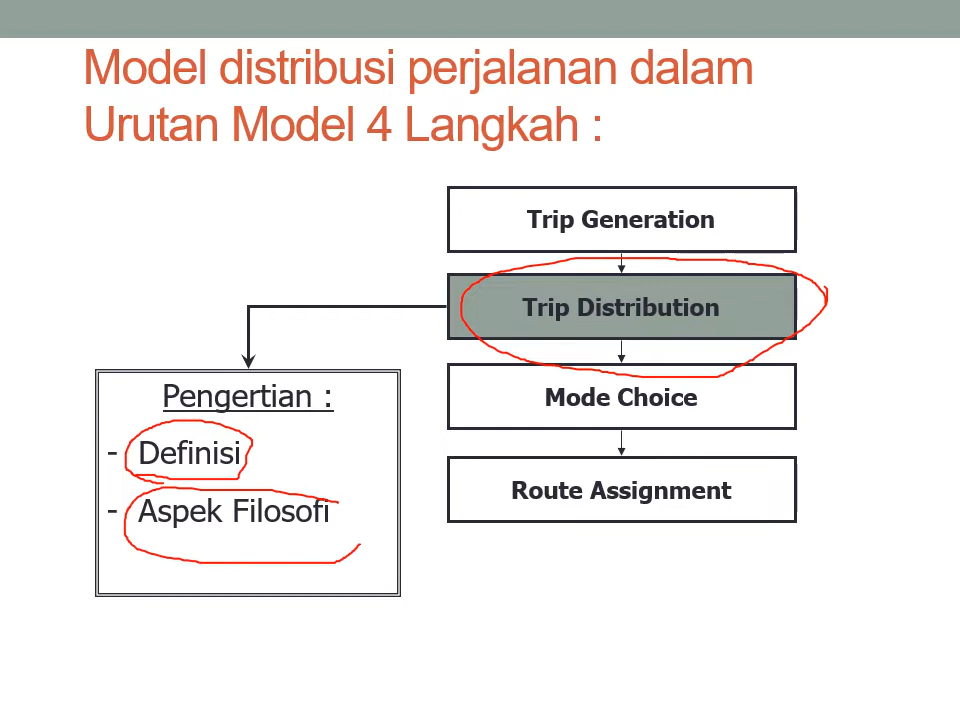 Model distribusi perjalanan dalam
Urutan Model 4 Langkah :
Trip Generation
Trip Distribution
Mode Choice
Route Assignment
Pengertian :
- Definisi
- Aspek Filosofi